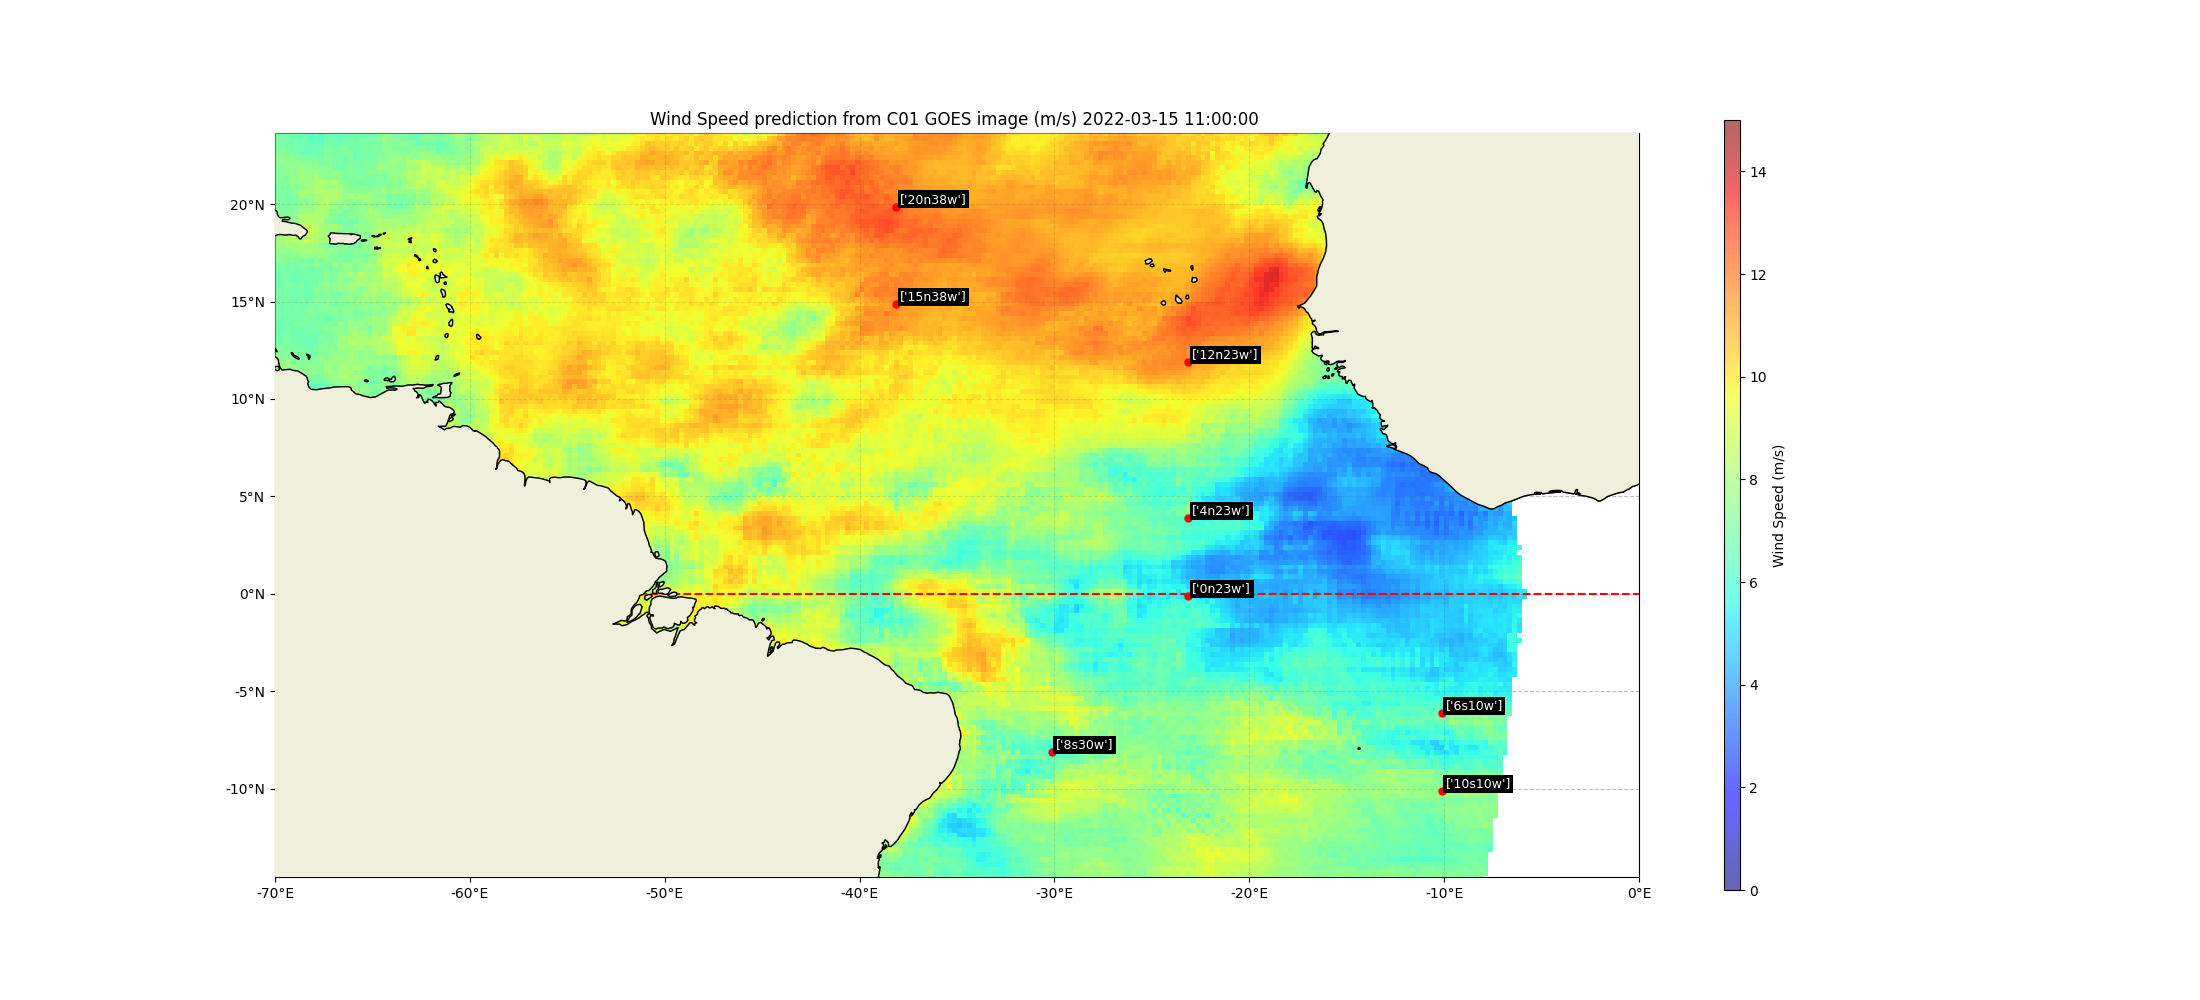 Wind Speed prediction from C01 GOES image (m/s) 2022-03-15 11:00:00
14
['20n38w']
20°N
12
15°N
['15n38w']
['12n23w']
10
10°N
Wind Speed (m/s)
8
5°N
['4n23w']
6
0°N
['0n23w']
4
-5°N
['6s10w']
['8s30w']
2
-10°N
['10s10w']
0
-70°E -60°E -50°E -40°E -30°E -20°E -10°E 0°E